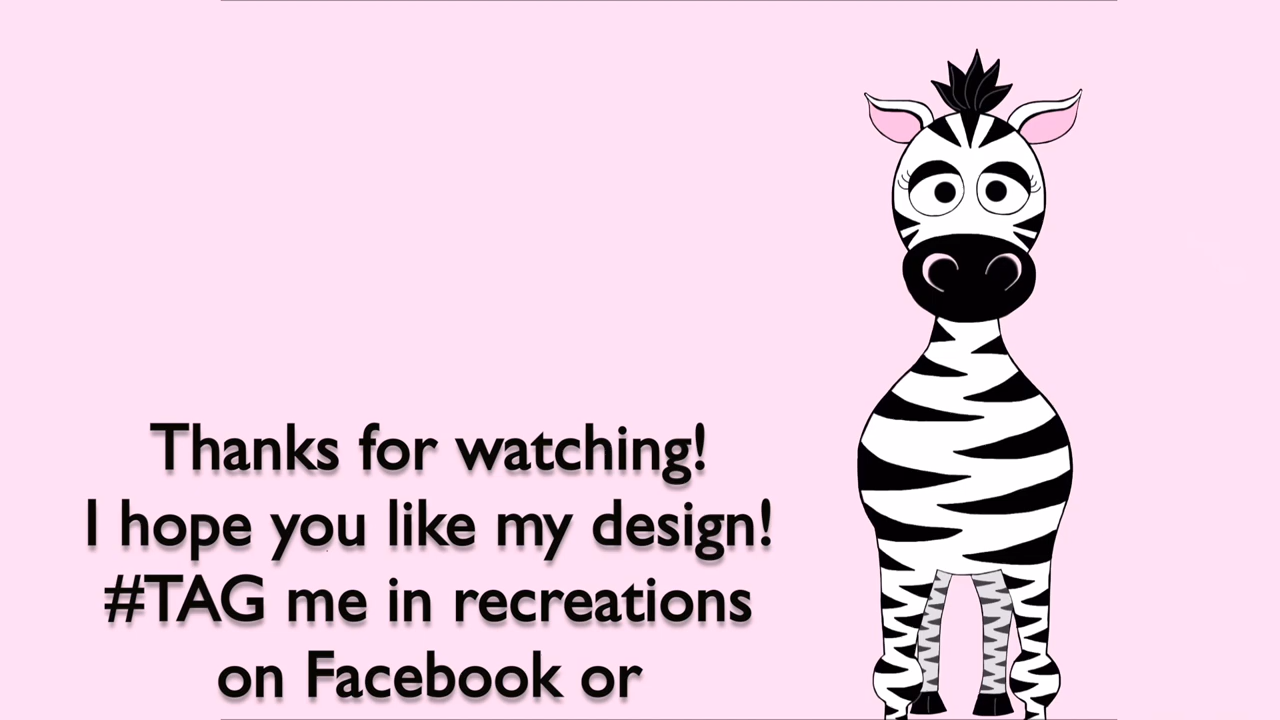 Thanks for watching!
I hope you like my design!
#TAG me in recreations
on Facebook or